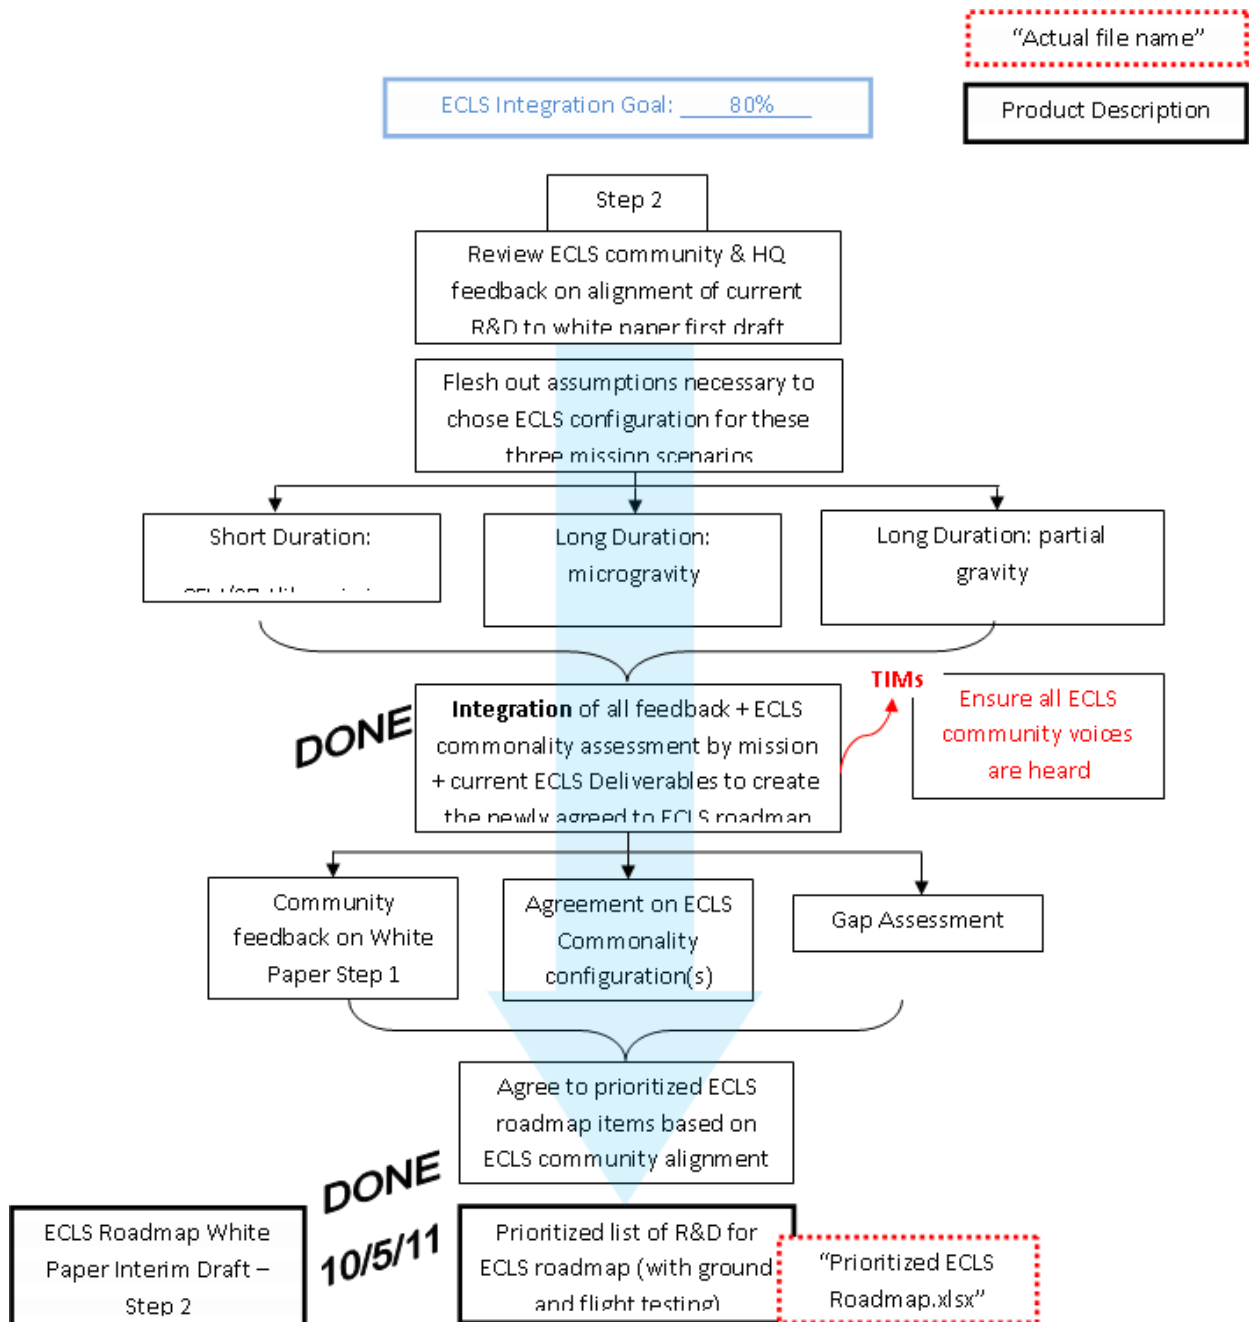 “Actual file name”
ECLS Integration Goal: 80%
Product Description
Step 2
Review ECLS community & HQ
feedback on alignment of current
R&D to white paper first draft
Flesh out assumptions necessary to
chose ECLS configuration for these
three mission scenarios
Short Duration:
Long Duration:
microgravity
Long Duration: partial
gravity
DONE
Integration of all feedback + ECLS
commonality assessment by mission
+ current ECLS Deliverables to create
the newly agreed to ECLS roadmap
TIMs
Ensure all ECLS
community voices
are heard
Community
feedback on White
Paper Step 1
Agreement on ECLS
Commonality
configuration(s)
Gap Assessment
Agree to prioritized ECLS
roadmap items based on
ECLS community alignment
DONE
10/5/11
ECLS Roadmap White
Paper Interim Draft –
Step 2
Prioritized list of R&D for
ECLS roadmap (with ground
and flight testing)
“Prioritized ECLS
Roadmap.xlsx”